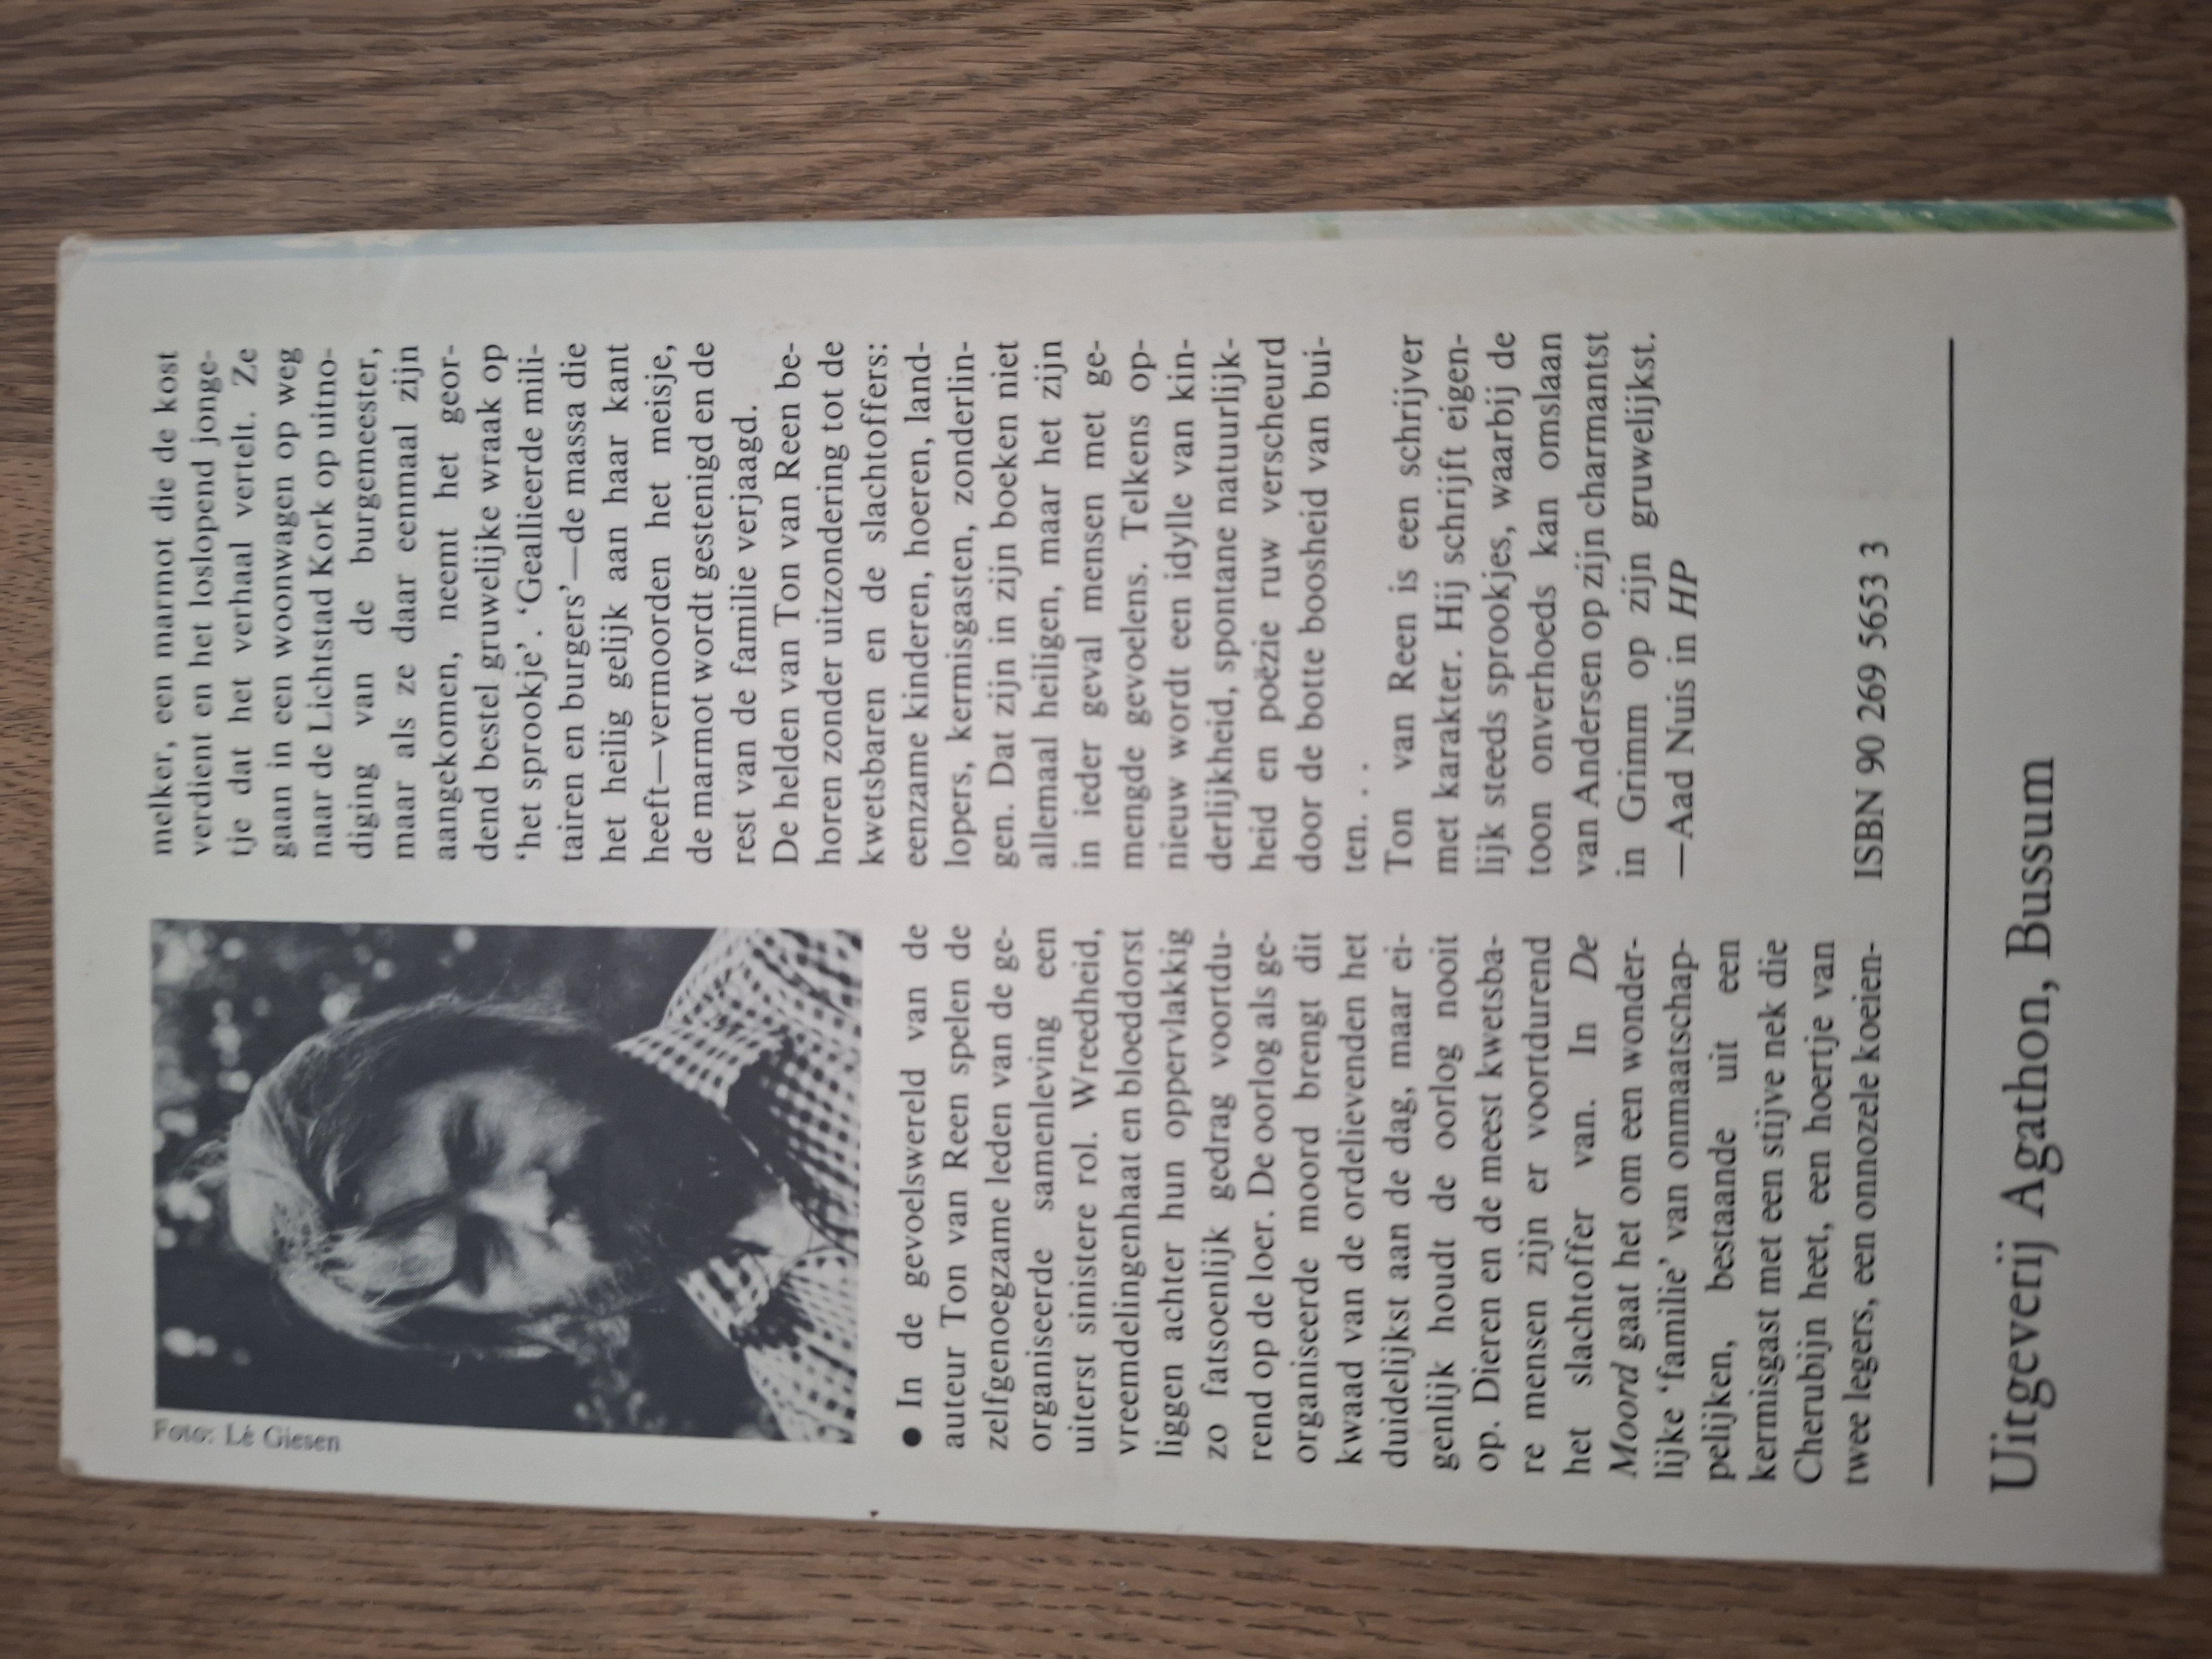 Foto: Lé Giesen
● In de gevoelswereld van de
auteur Ton van Reen spelen de
zelfgenoegzame leden van de ge-
organiseerde samenleving een
uiterst sinistere rol. Wreedheid,
vreemdelingenhaat en bloeddorst
liggen achter hun oppervlakkig
zo fatsoenlijk gedrag voortdu-
rend op de loer. De oorlog als ge-
organiseerde moord brengt dit
kwaad van de ordelievenden het
duidelijkst aan de dag, maar ei-
genlijk houdt de oorlog nooit
op. Dieren en de meest kwetsba-
re mensen zijn er voortdurend
het slachtoffer van. In De
Moord gaat het om een wonder-
lijke ‘familie’ van onmaatschap-
pelijken, bestaande uit een
kermisgast met een stijve nek die
Cherubijn heet, een hoertje van
twee legers, een onnozele koeien-
melker, een marmot die de kost
verdient en het loslopend jonge-
tje dat het verhaal vertelt. Ze
gaan in een woonwagen op weg
naar de Lichtstad Kork op uitno-
diging van de burgemeester,
maar als ze daar eenmaal zijn
aangekomen, neemt het geor-
dend bestel gruwelijke wraak op
‘het sprookje’. ‘Geallieerde mili-
tairen en burgers’—de massa die
het heilig gelijk aan haar kant
heeft—vermoorden het meisje,
de marmot wordt gestenigd en de
rest van de familie verjaagd.
De helden van Ton van Reen be-
horen zonder uitzondering tot de
kwetsbaren en de slachtoffers:
eenzame kinderen, hoeren, land-
lopers, kermisgasten, zonderlin-
gen. Dat zijn in zijn boeken niet
allemaal heiligen, maar het zijn
in ieder geval mensen met ge-
mengde gevoelens. Telkens op-
nieuw wordt een idylle van kin-
derlijkheid, spontane natuurlijk-
heid en poëzie ruw verscheurd
door de botte boosheid van bui-
ten. . .
Ton van Reen is een schrijver
met karakter. Hij schrijft eigen-
lijk steeds sprookjes, waarbij de
toon onverhoeds kan omslaan
van Andersen op zijn charmantst
in Grimm op zijn gruwelijkst.
—Aad Nuis in HP
ISBN 90 269 5653 3
Uitgeverij Agathon, Bussum